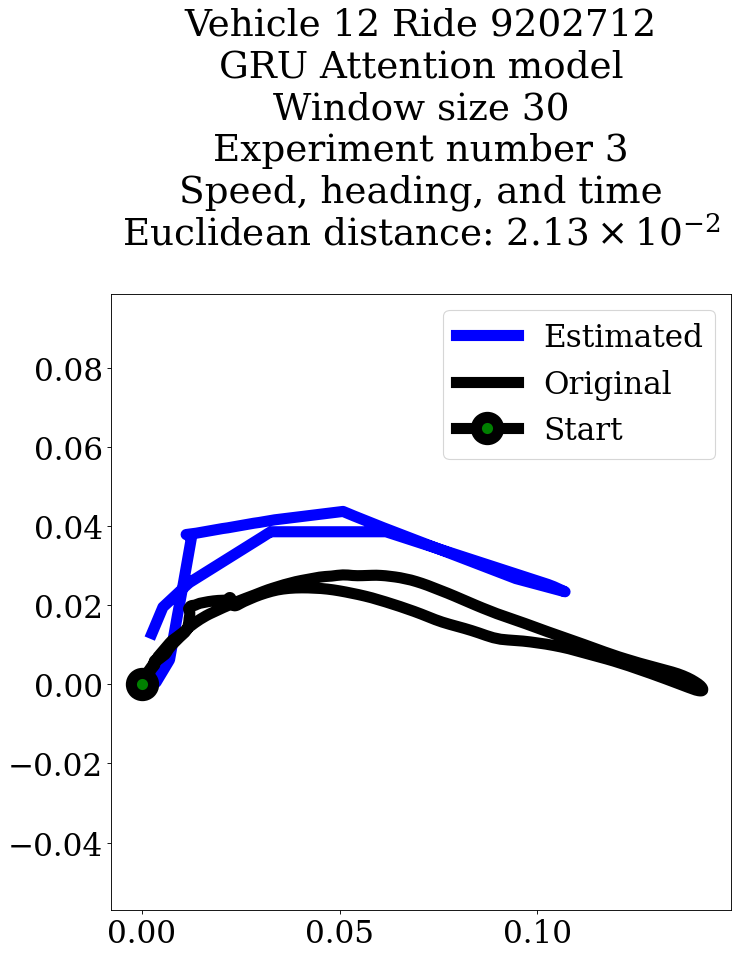 Vehicle 12 Ride 9202712
GRU Attention model
Window size 30
Experiment number 3
Speed, heading, and time
Euclidean distance: 2.13 × 10⁻²
Estimated
Original
Start
0.08
0.06
0.04
0.02
0.00
−0.02
−0.04
0.00 0.05 0.10